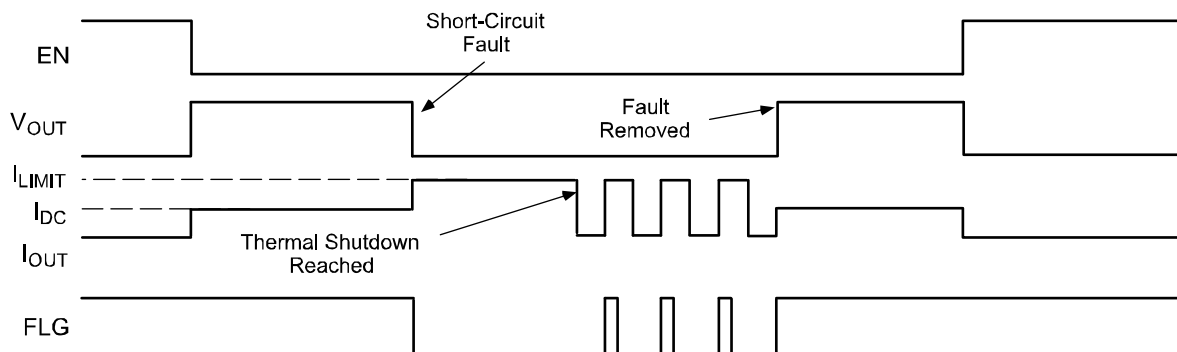 EN
Short-Circuit
Fault
VOUT
Fault
Removed
ILIMIT
IDC
Thermal Shutdown
Reached
IOUT
FLG